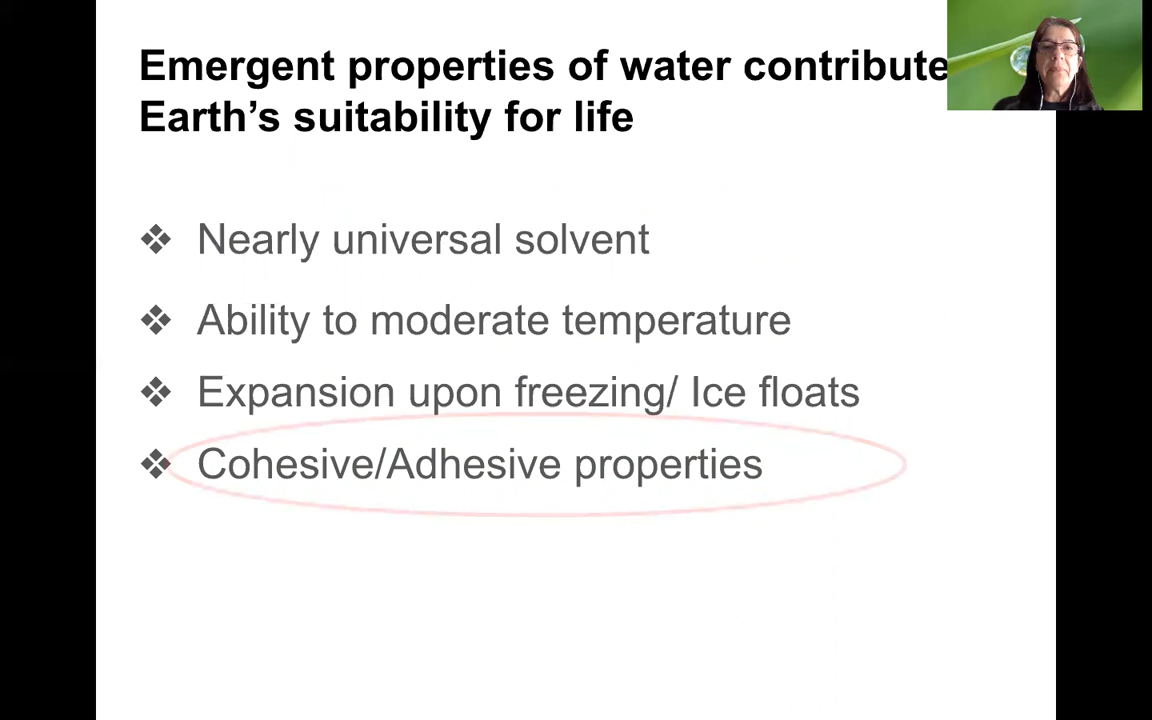 Emergent properties of water contribute
Earth’s suitability for life
❖ Nearly universal solvent
❖ Ability to moderate temperature
❖ Expansion upon freezing/ Ice floats
❖ Cohesive/Adhesive properties